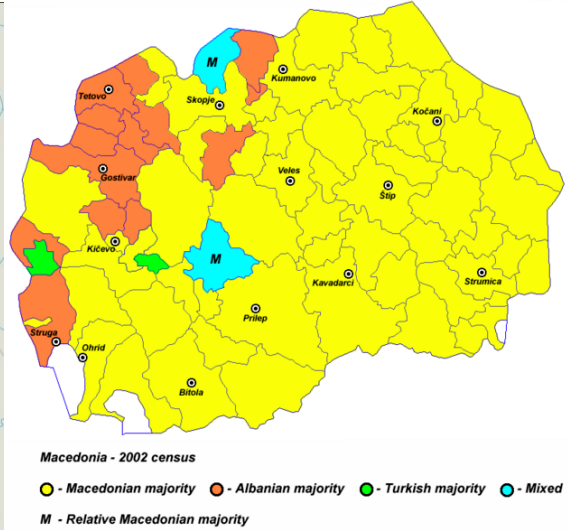 M
Kumanovo
Tetovo
Skopje
Kočani
Gostivar
Veles
Štip
Kičevo
M
Kavadarci
Strumica
Prilep
Struga
Ohrid
Bitola
Macedonia - 2002 census
- Macedonian majority - Albanian majority - Turkish majority - Mixed
M - Relative Macedonian majority